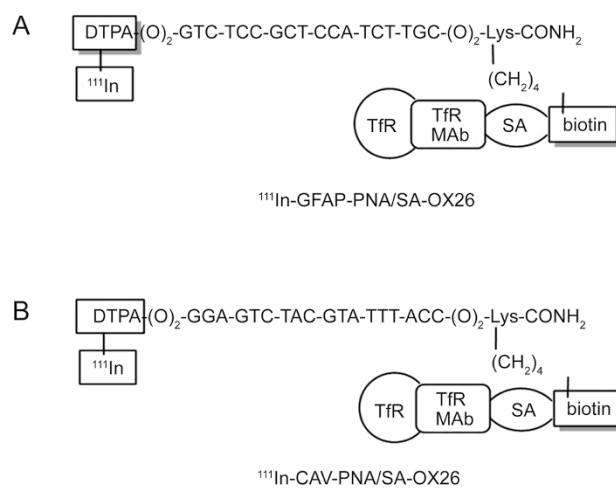 A
DTPA-(O)₂-GTC-TCC-GCT-CCA-TCT-TGC-(O)₂-Lys-CONH₂
¹¹¹In
(CH₂)₄
TfR
TfR
MAb
SA
biotin
¹¹¹In-GFAP-PNA/SA-OX26
B
DTPA-(O)₂-GGA-GTC-TAC-GTA-TTT-ACC-(O)₂-Lys-CONH₂
¹¹¹In
(CH₂)₄
TfR
TfR
MAb
SA
biotin
¹¹¹In-CAV-PNA/SA-OX26